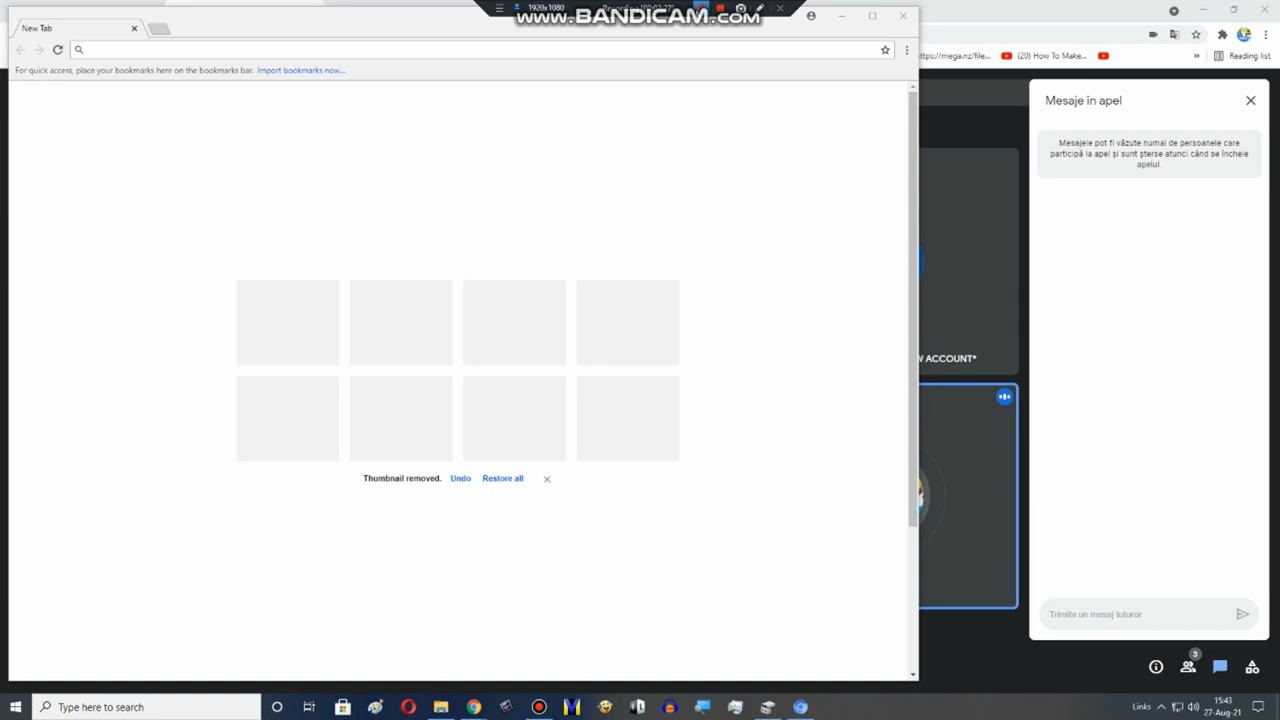 1920x1080
www.BANDICAM.com
New Tab
https://mega.nz/file...
(20) How To Make...
Reading list
For quick access, place your bookmarks here on the bookmarks bar. Import bookmarks now...
Mesaje în apel
Mesajele pot fi văzute numai de persoanele care
participă la apel și sunt șterse atunci când se încheie
apelul.
W ACCOUNT*
Thumbnail removed. Undo Restore all
Trimite un mesaj tuturor
3
Type here to search
Links
15:43
27-Aug-21